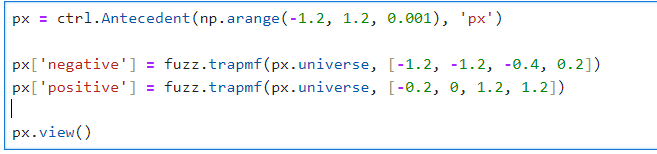 px = ctrl.Antecedent(np.arange(-1.2, 1.2, 0.001), 'px')
px['negative'] = fuzz.trapmf(px.universe, [-1.2, -1.2, -0.4, 0.2])
px['positive'] = fuzz.trapmf(px.universe, [-0.2, 0, 1.2, 1.2])
px.view()